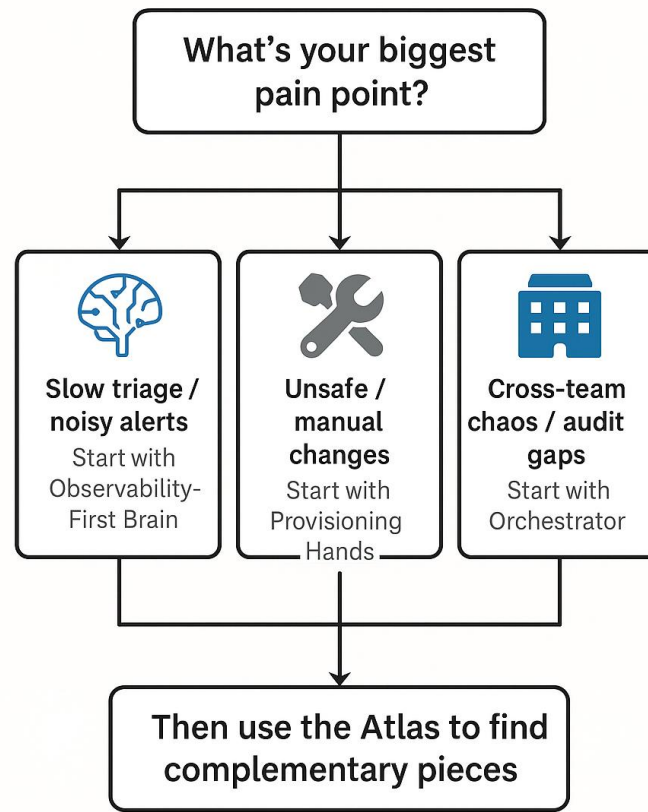 What's your biggest
pain point?
Slow triage /
noisy alerts
Start with
Observability-
First Brain
Unsafe /
manual
changes
Start with
Provisioning
Hands
Cross-team
chaos / audit
gaps
Start with
Orchestrator
Then use the Atlas to find
complementary pieces